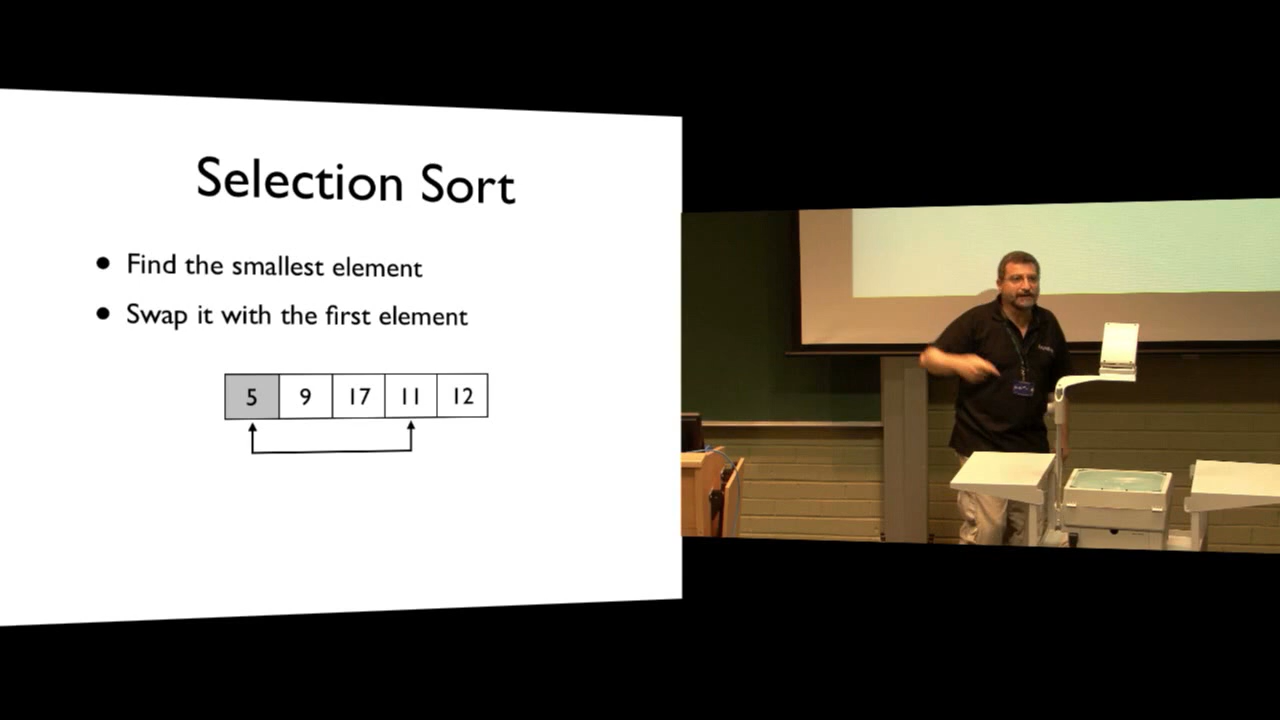 Selection Sort
• Find the smallest element
• Swap it with the first element
5 9 17 11 12